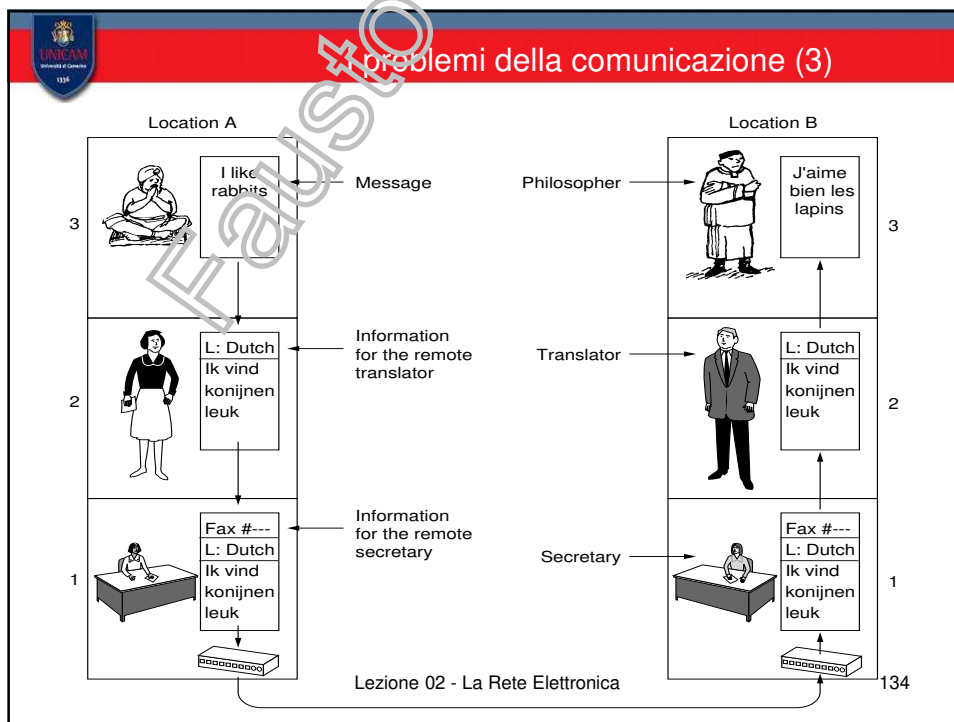 UNICAM
Università di Camerino
1336
I problemi della comunicazione (3)
Fausto
Location A
Location B
I like
rabbits
Message
Philosopher
J'aime
bien les
lapins
3
3
L: Dutch
Ik vind
konijnen
leuk
Information
for the remote
translator
Translator
L: Dutch
Ik vind
konijnen
leuk
2
2
Fax #---
L: Dutch
Ik vind
konijnen
leuk
Information
for the remote
secretary
Secretary
Fax #---
L: Dutch
Ik vind
konijnen
leuk
1
1
Lezione 02 - La Rete Elettronica
134